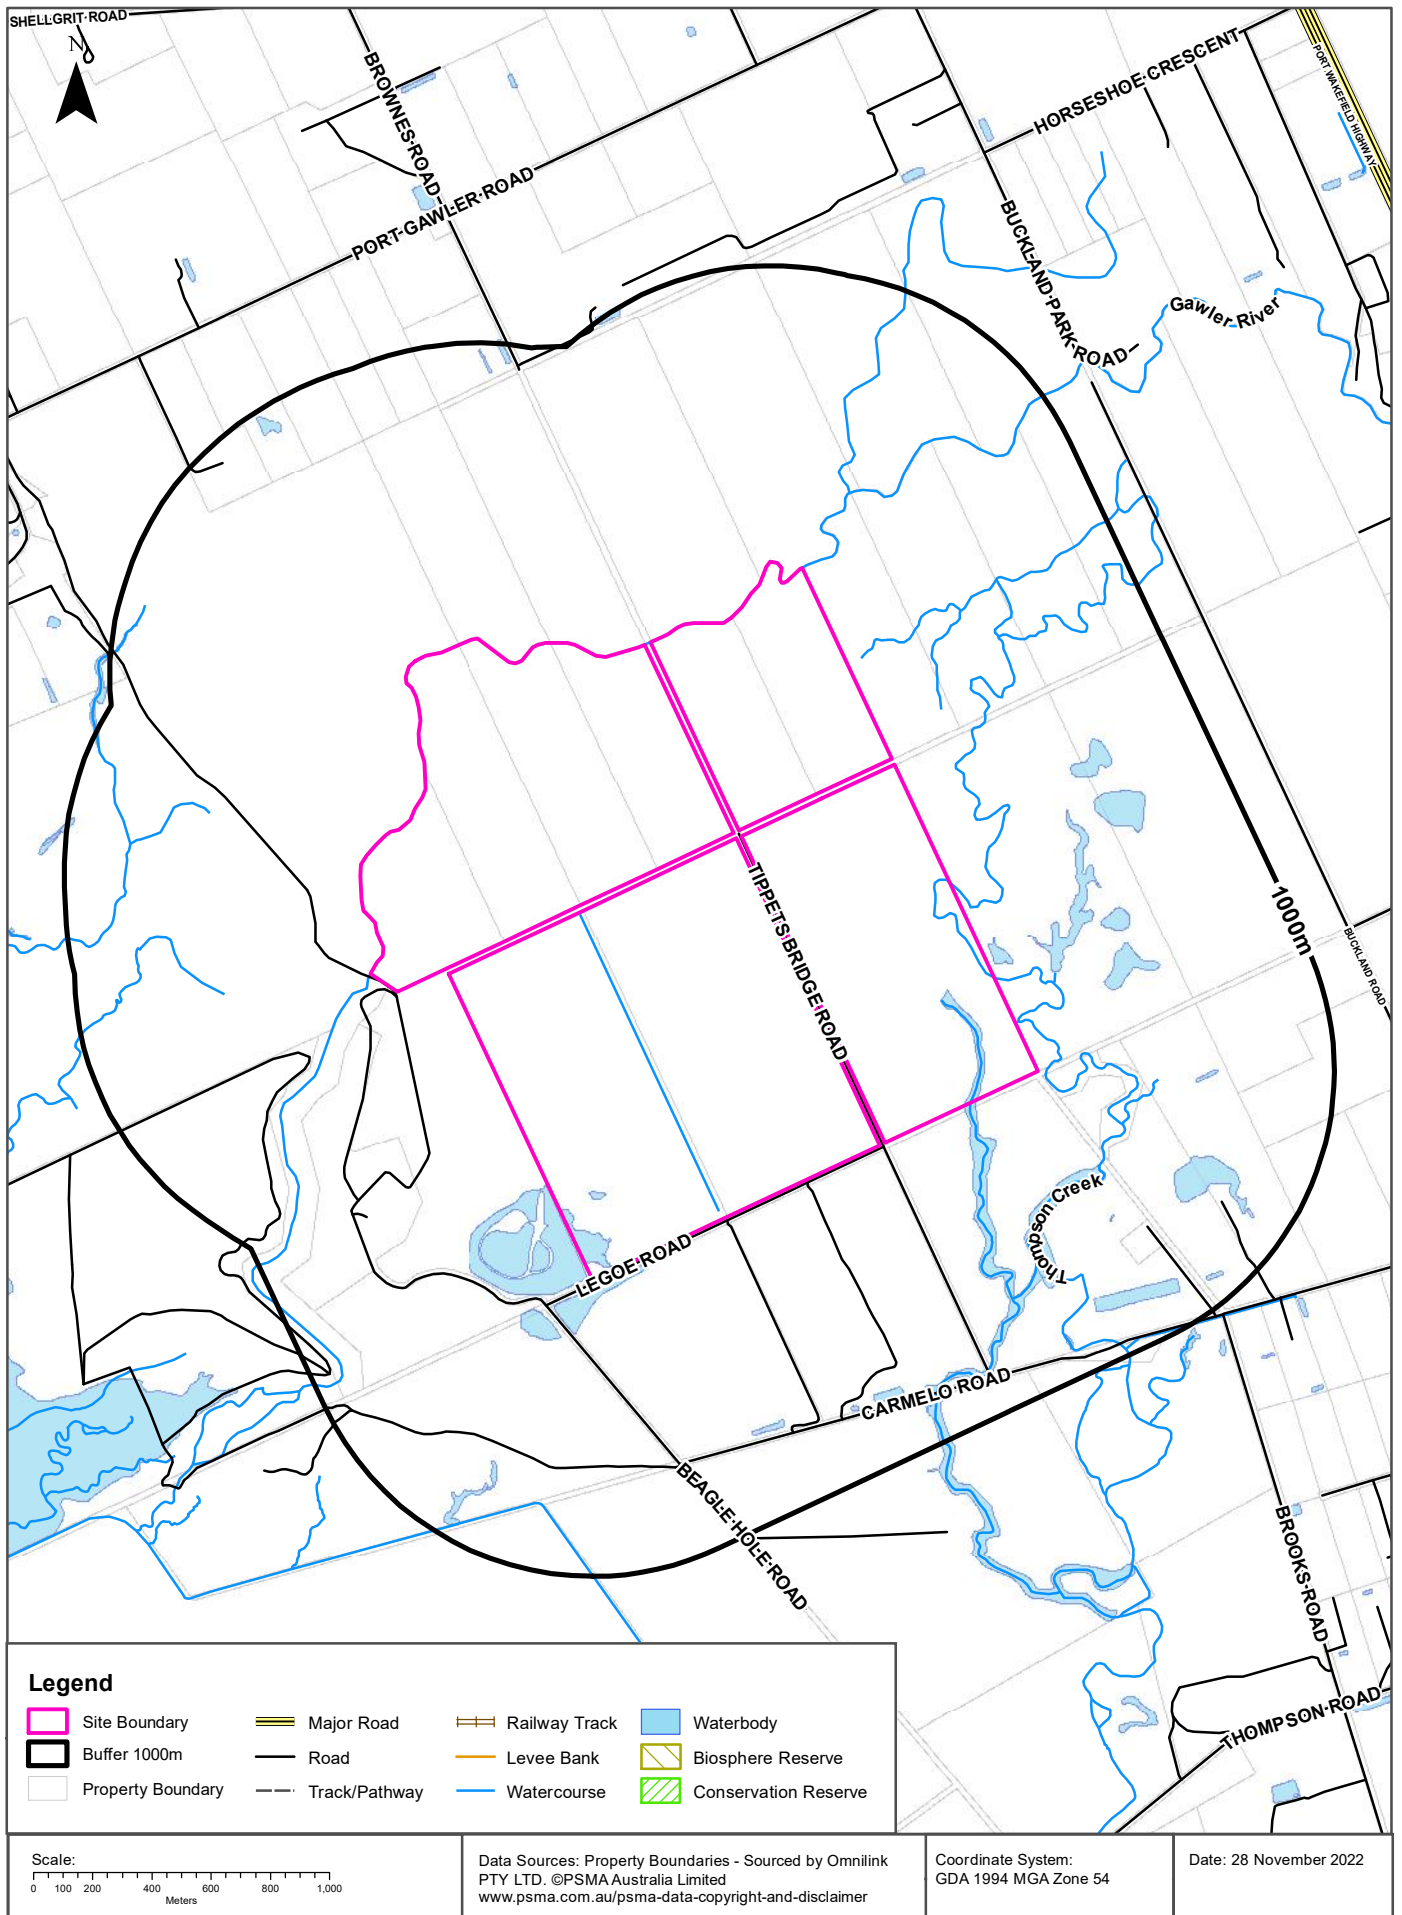 SHELLGRIT ROAD
N
BROWNES ROAD
PORT GAWLER ROAD
HORSESHOE CRESCENT
PORT WAKEFIELD HIGHWAY
BUCKLAND PARK ROAD
Gawler River
TIPPETS BRIDGE ROAD
1000m
BUCKLAND ROAD
Thompson Creek
LEGOE ROAD
CARMELO ROAD
BEAGLE HOLE ROAD
BROOKS ROAD
THOMPSON ROAD
Legend
Site Boundary
Buffer 1000m
Property Boundary
Major Road
Road
Track/Pathway
Railway Track
Levee Bank
Watercourse
Waterbody
Biosphere Reserve
Conservation Reserve
Scale:
0 100 200 400 600 800 1,000
Meters
Data Sources: Property Boundaries - Sourced by Omnilink
PTY LTD. ©PSMA Australia Limited
www.psma.com.au/psma-data-copyright-and-disclaimer
Coordinate System:
GDA 1994 MGA Zone 54
Date: 28 November 2022